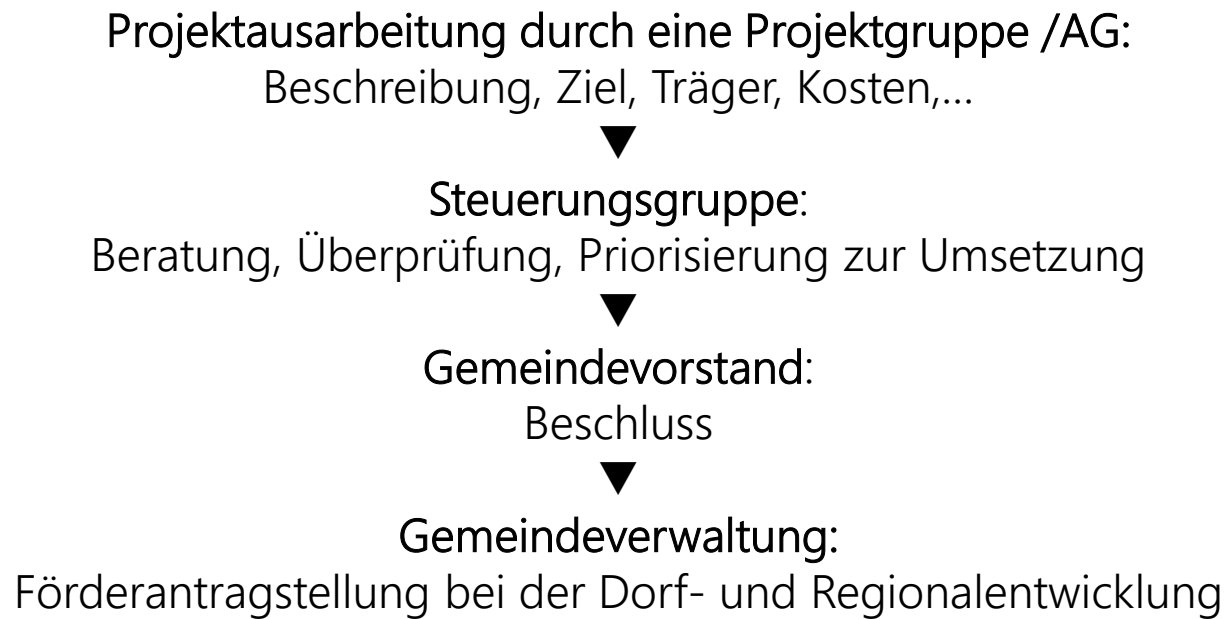 Projektausarbeitung durch eine Projektgruppe /AG:
Beschreibung, Ziel, Träger, Kosten,...
Steuerungsgruppe:
Beratung, Überprüfung, Priorisierung zur Umsetzung
Gemeindevorstand:
Beschluss
Gemeindeverwaltung:
Förderantragstellung bei der Dorf- und Regionalentwicklung